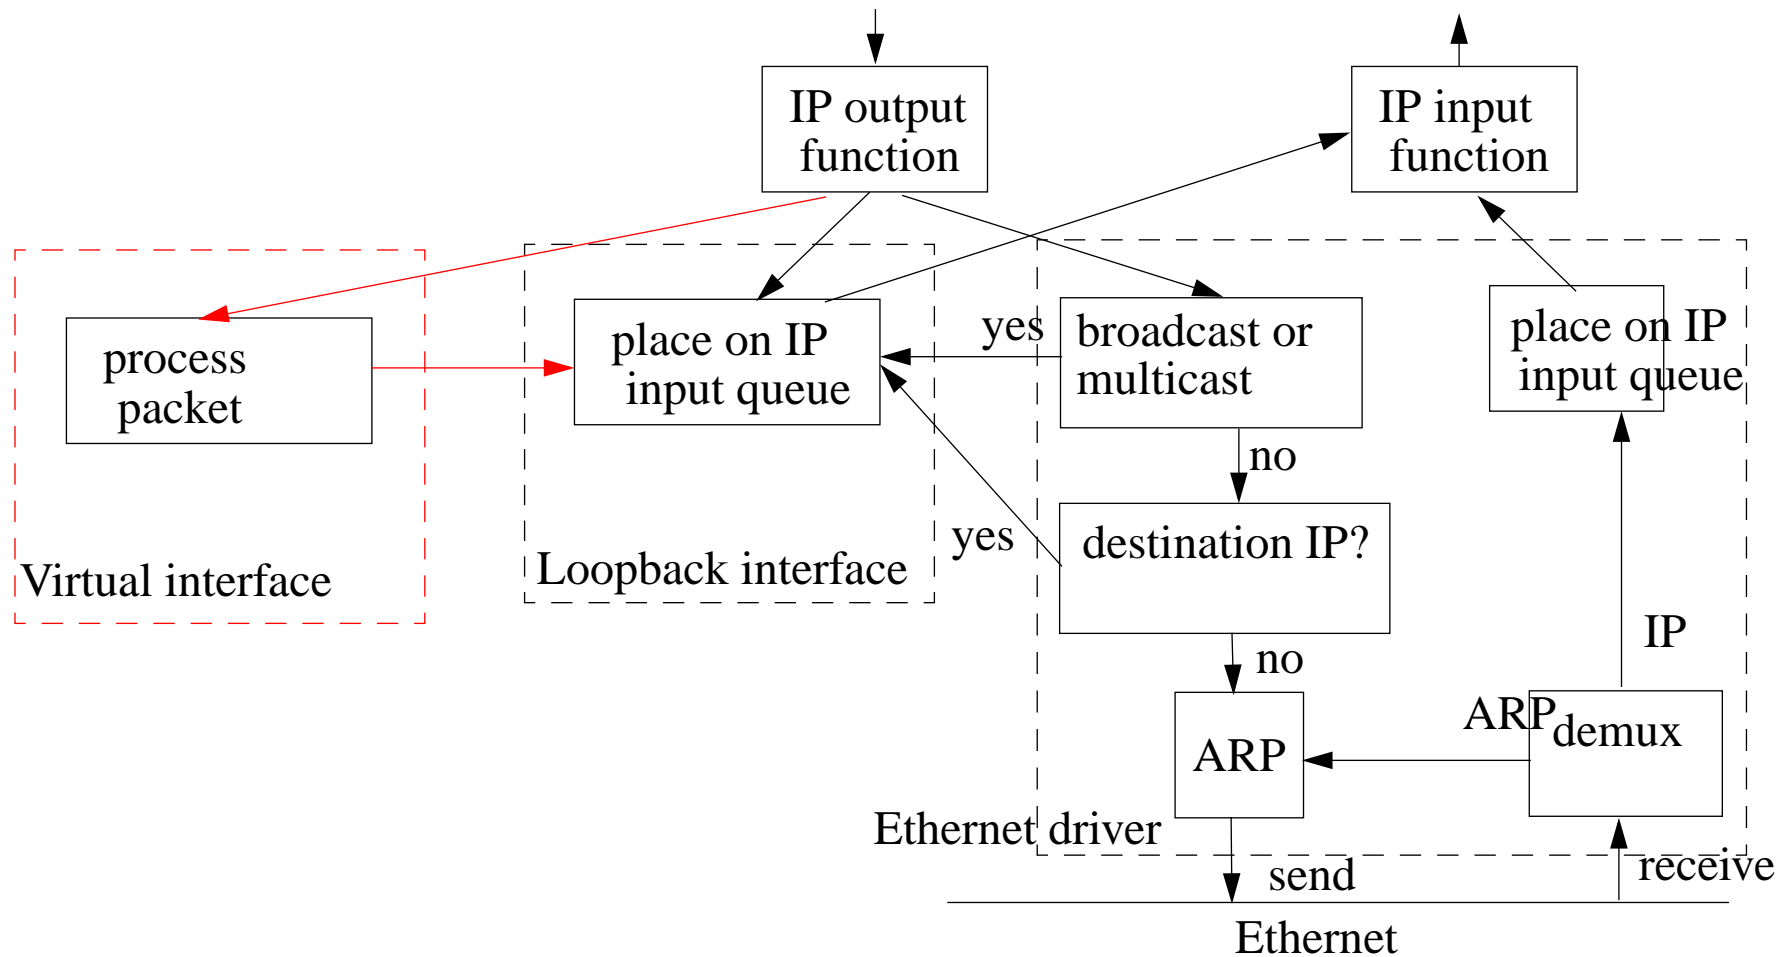 IP output
function
IP input
function
process
packet
place on IP
input queue
yes
broadcast or
multicast
place on IP
input queue
no
yes
destination IP?
Virtual interface
Loopback interface
no
IP
ARP
demux
ARP
Ethernet driver
send
receive
Ethernet